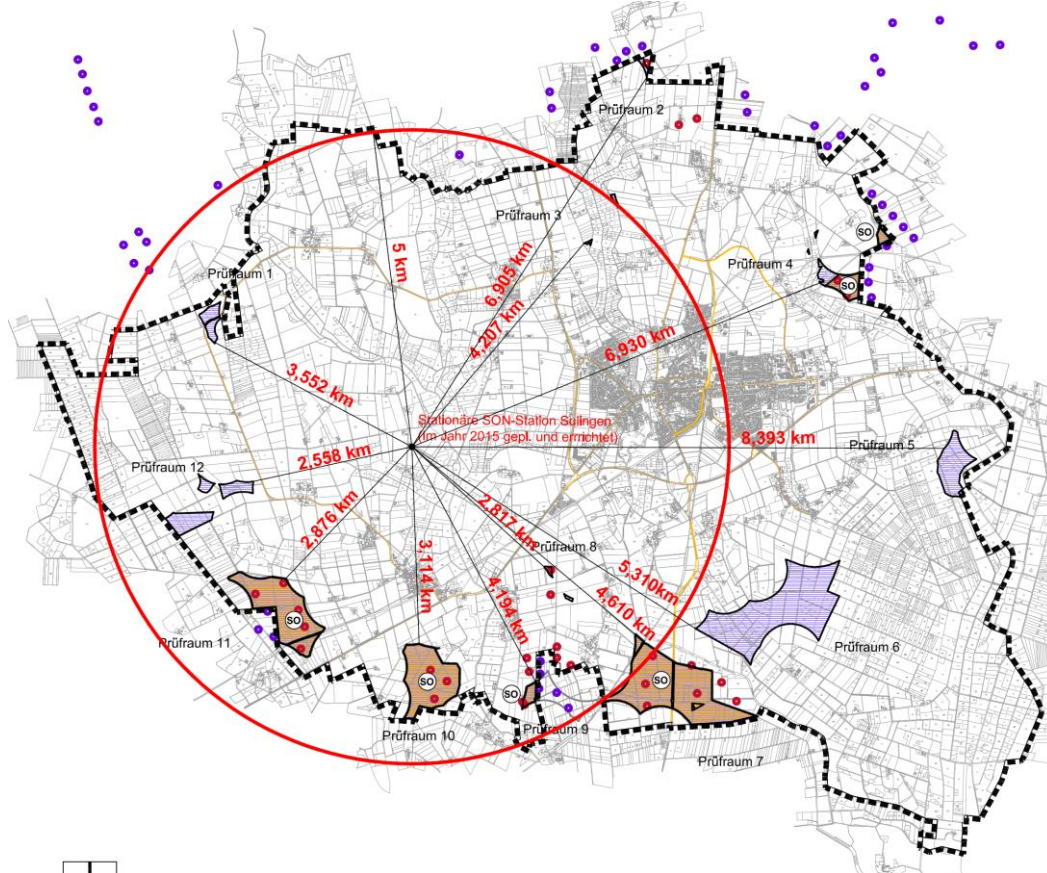 Prüfraum 2
Prüfraum 3
SO
Prüfraum 4
5 km
6,905 km
4,207 km
Prüfraum 1
SO
6,930 km
3,552 km
Stationäre SON-Station Sulingen
(im Jahr 2015 gepl. und errrichtet)
8,393 km
Prüfraum 5
Prüfraum 12
2,558 km
2,876 km
2,817 km
3,114 km
Prüfraum 8
4,194 km
5,310km
4,610 km
SO
Prüfraum 11
Prüfraum 6
SO
SO
SO
Prüfraum 10
Prüfraum 9
Prüfraum 7